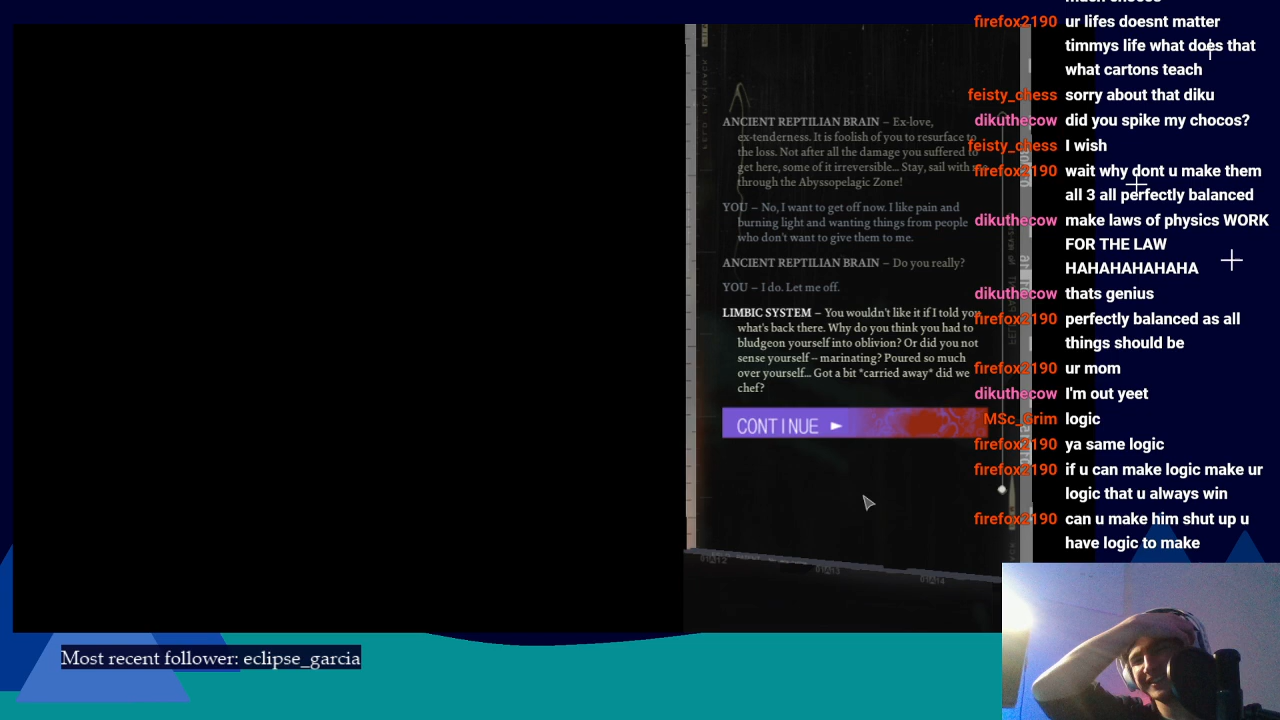 ANCIENT REPTILIAN BRAIN – Ex-love,
ex-tenderness. It is foolish of you to resurface to
the loss. Not after all the damage you suffered to
get here, some of it irreversible... Stay, sail with me
through the Abyssopelagic Zone!
YOU – No, I want to get off now. I like pain and
burning light and wanting things from people
who don't want to give them to me.
ANCIENT REPTILIAN BRAIN – Do you really?
YOU – I do. Let me off.
LIMBIC SYSTEM – You wouldn't like it if I told you
what's back there. Why do you think you had to
bludgeon yourself into oblivion? Or did you not
sense yourself – marinating? Poured so much
over yourself... Got a bit *carried away* did we
chef?
CONTINUE
firefox2190 ur lifes doesnt matter
timmys life what does that
what cartons teach
feisty_chess sorry about that diku
dikuthecow did you spike my chocos?
feisty_chess I wish
firefox2190 wait why dont u make them
all 3 all perfectly balanced
dikuthecow make laws of physics WORK
FOR THE LAW
HAHAHAHAHAHA
dikuthecow thats genius
firefox2190 perfectly balanced as all
things should be
firefox2190 ur mom
dikuthecow I'm out yeet
MSc_Grim logic
firefox2190 ya same logic
firefox2190 if u can make logic make ur
logic that u always win
firefox2190 can u make him shut up u
have logic to make
Most recent follower: eclipse_garcia